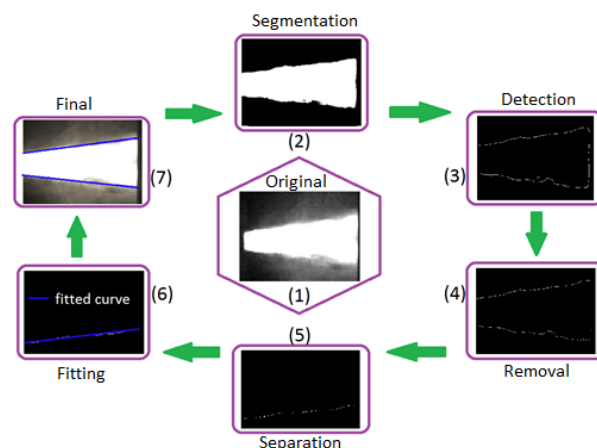 Segmentation
(2)
Detection
(3)
(4)
Removal
(5)
Separation
(6)
fitted curve
Fitting
Final
(7)
Original
(1)